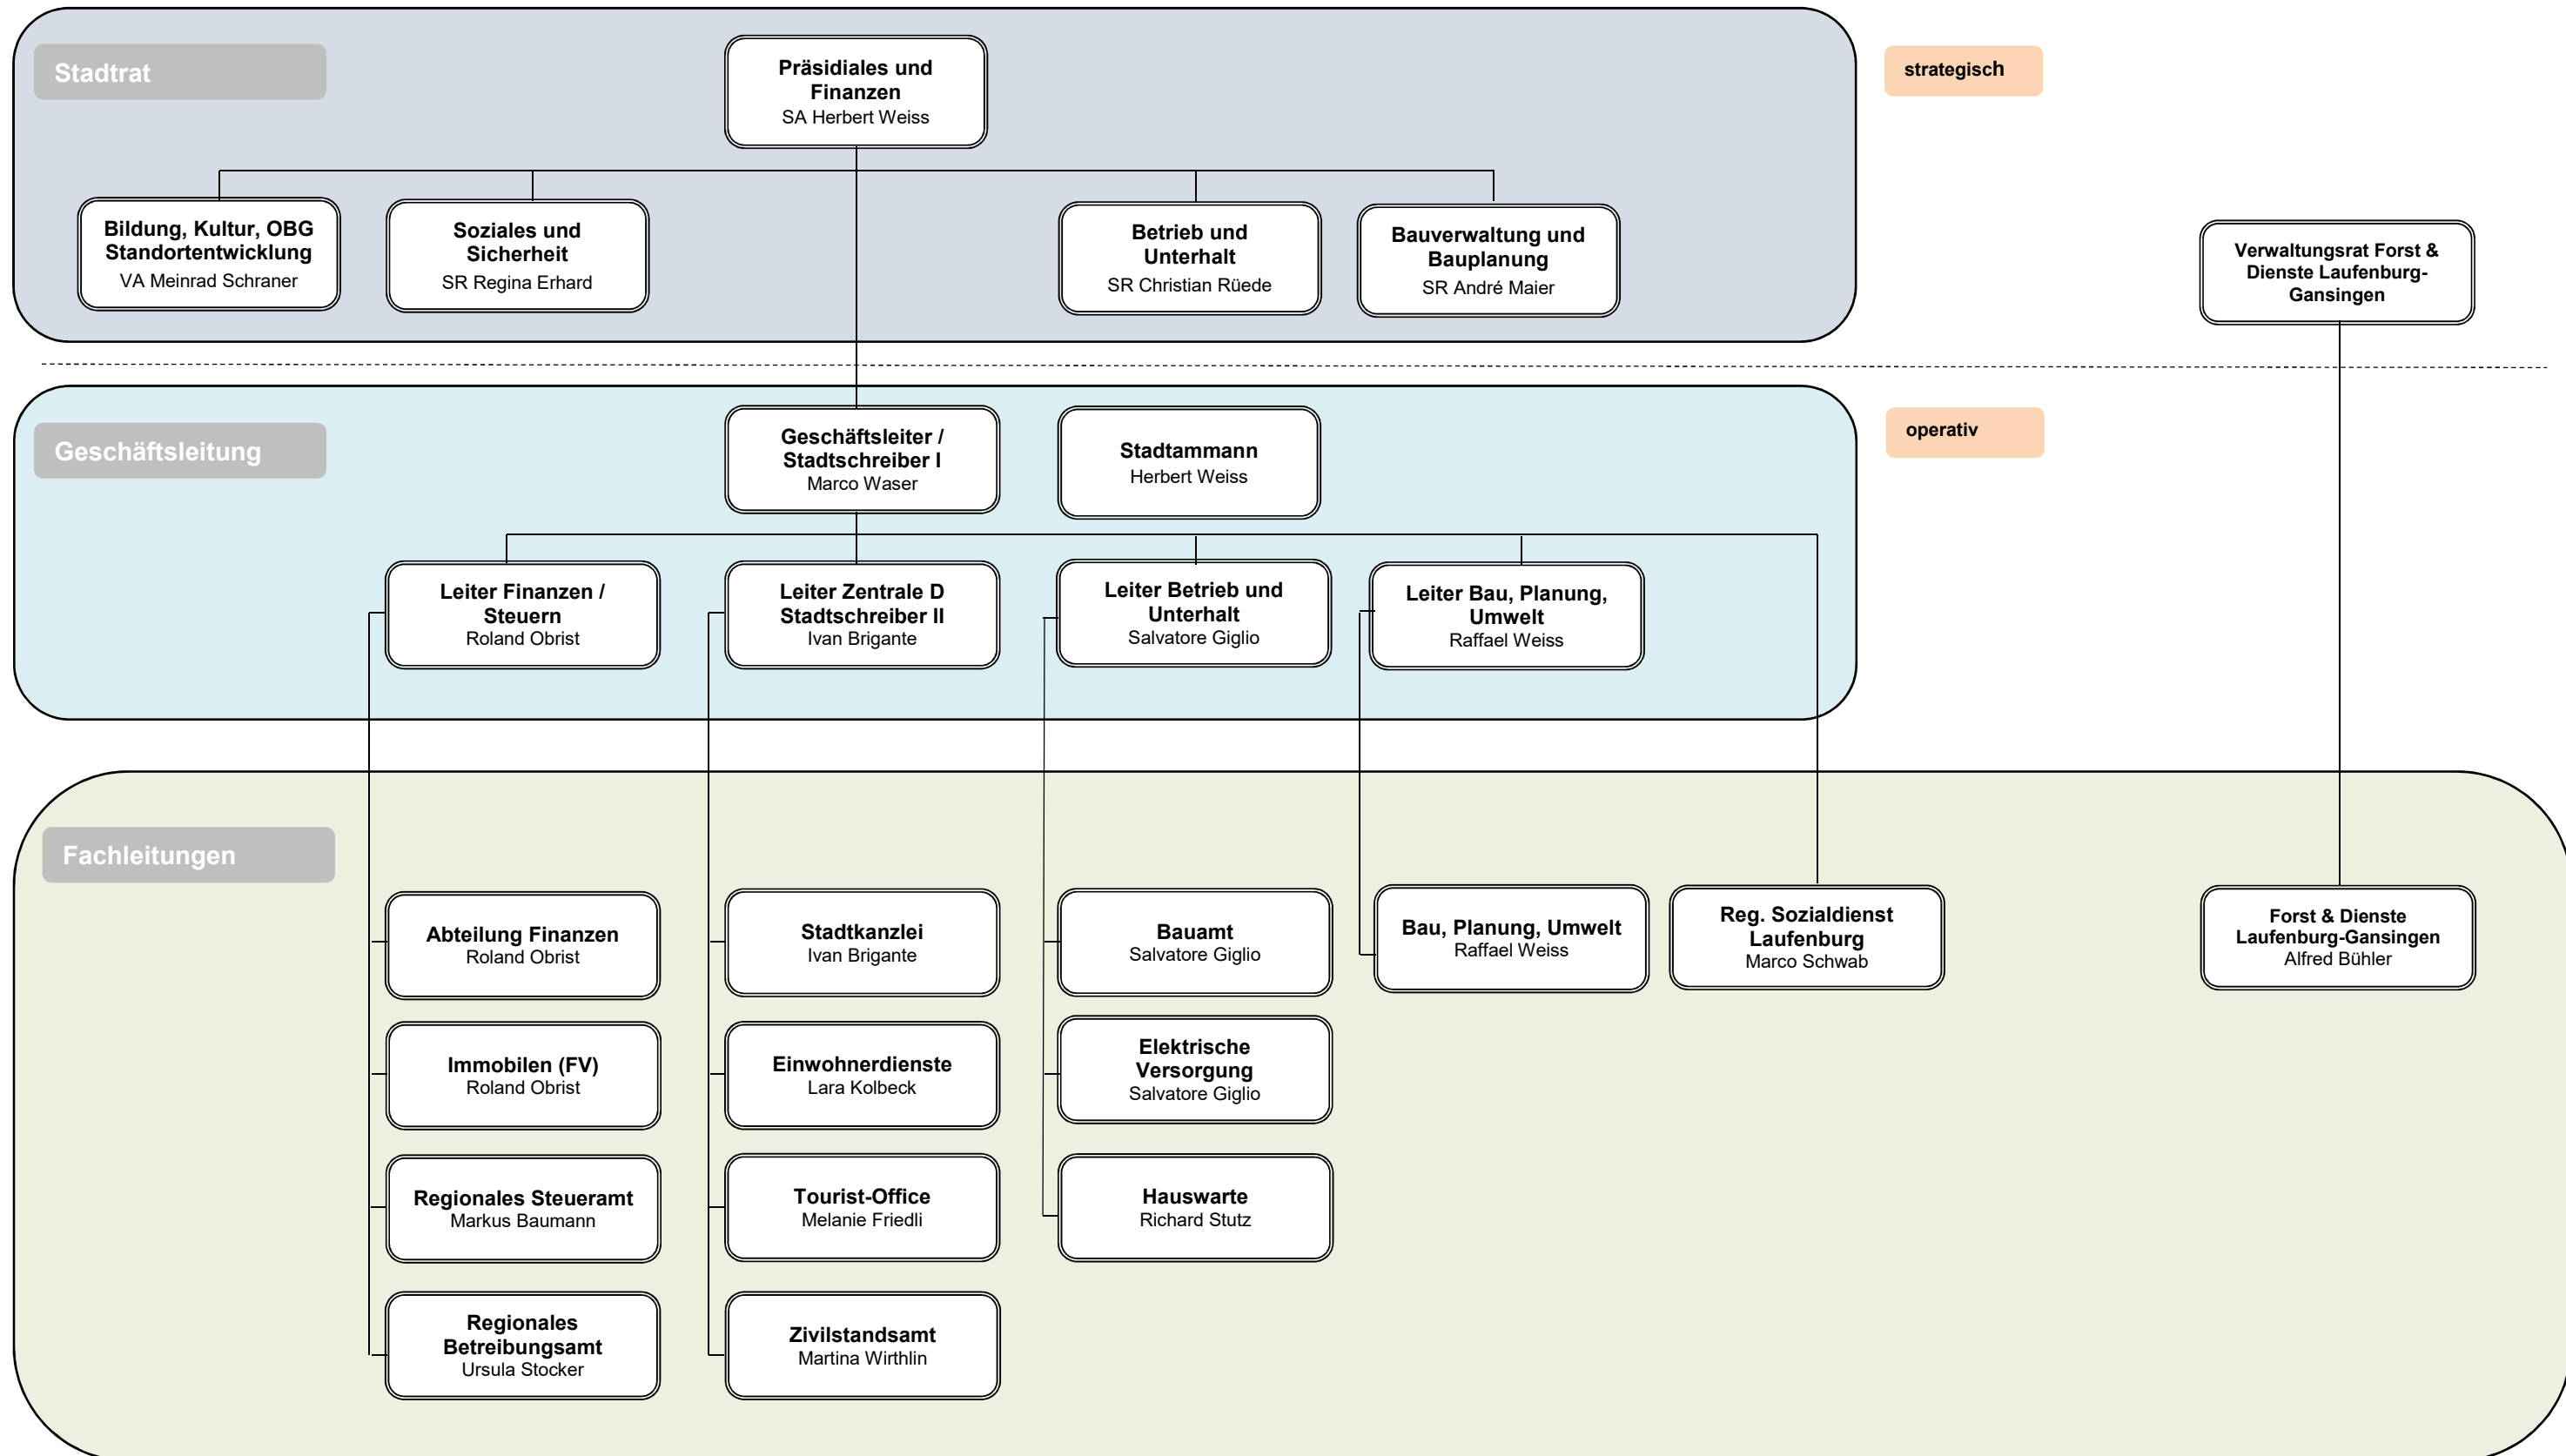 Stadtrat
Präsidiales und
Finanzen
SA Herbert Weiss
strategisch
Bildung, Kultur, OBG
Standortentwicklung
VA Meinrad Schraner
Soziales und
Sicherheit
SR Regina Erhard
Betrieb und
Unterhalt
SR Christian Rüede
Bauverwaltung und
Bauplanung
SR André Maier
Verwaltungsrat Forst &
Dienste Laufenburg-
Gansingen
Geschäftsleitung
Geschäftsleiter /
Stadtschreiber I
Marco Waser
Stadtammann
Herbert Weiss
operativ
Leiter Finanzen /
Steuern
Roland Obrist
Leiter Zentrale D
Stadtschreiber II
Ivan Brigante
Leiter Betrieb und
Unterhalt
Salvatore Giglio
Leiter Bau, Planung,
Umwelt
Raffael Weiss
Fachleitungen
Abteilung Finanzen
Roland Obrist
Stadtkanzlei
Ivan Brigante
Bauamt
Salvatore Giglio
Bau, Planung, Umwelt
Raffael Weiss
Reg. Sozialdienst
Laufenburg
Marco Schwab
Forst & Dienste
Laufenburg-Gansingen
Alfred Bühler
Immobilen (FV)
Roland Obrist
Einwohnerdienste
Lara Kolbeck
Elektrische
Versorgung
Salvatore Giglio
Regionales Steueramt
Markus Baumann
Tourist-Office
Melanie Friedli
Hauswarte
Richard Stutz
Regionales
Betreibungsamt
Ursula Stocker
Zivilstandsamt
Martina Wirthlin